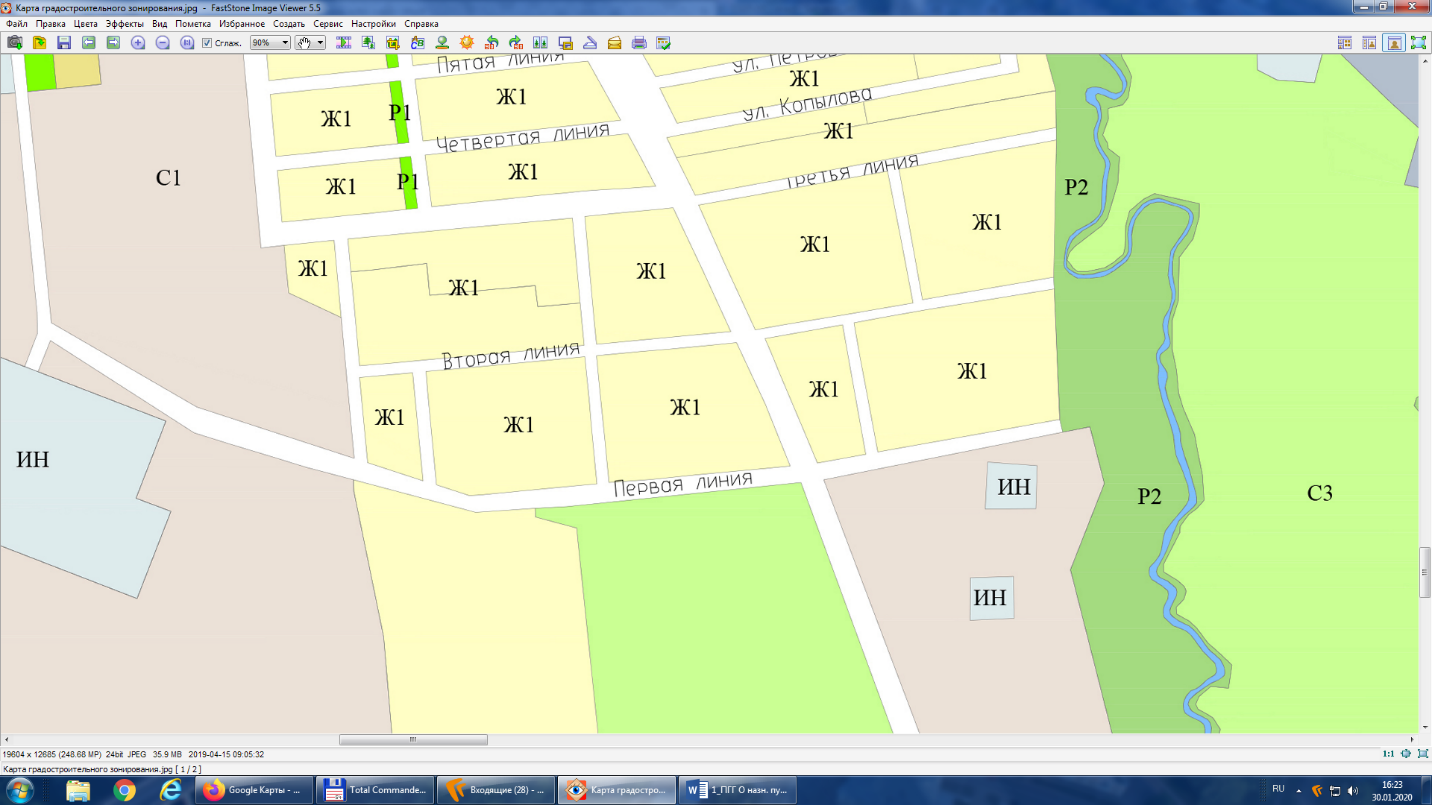 Карта градостроительного зонирования.jpg - FastStone Image Viewer 5.5
Файл Правка Цвета Эффекты Вид Пометка Избранное Создать Сервис Настройки Справка
Сглаж. 90%
Пятая линия
Ул. Петрова
Ж1
Ж1
Р1
Ж1
Ул. Копылова
Четвертая линия
Ж1
С1
Ж1
Р1
Ж1
Третья линия
Р2
Ж1
Ж1
Ж1
Ж1
Ж1
Вторая линия
Ж1
Ж1
Ж1
Ж1
Ж1
ИН
Первая линия
ИН
Р2
С3
ИН
19604 x 12685 (248.68 MP) 24bit JPEG 35.9 MB 2019-04-15 09:05:32
1:1
Карта градостроительного зонирования.jpg [ 1 / 2 ]
Google Карты - ...
Total Commande...
Входящие (28) - ...
Карта градостро...
1_ПГГ О назн. пу...
RU
16:23
30.01.2020